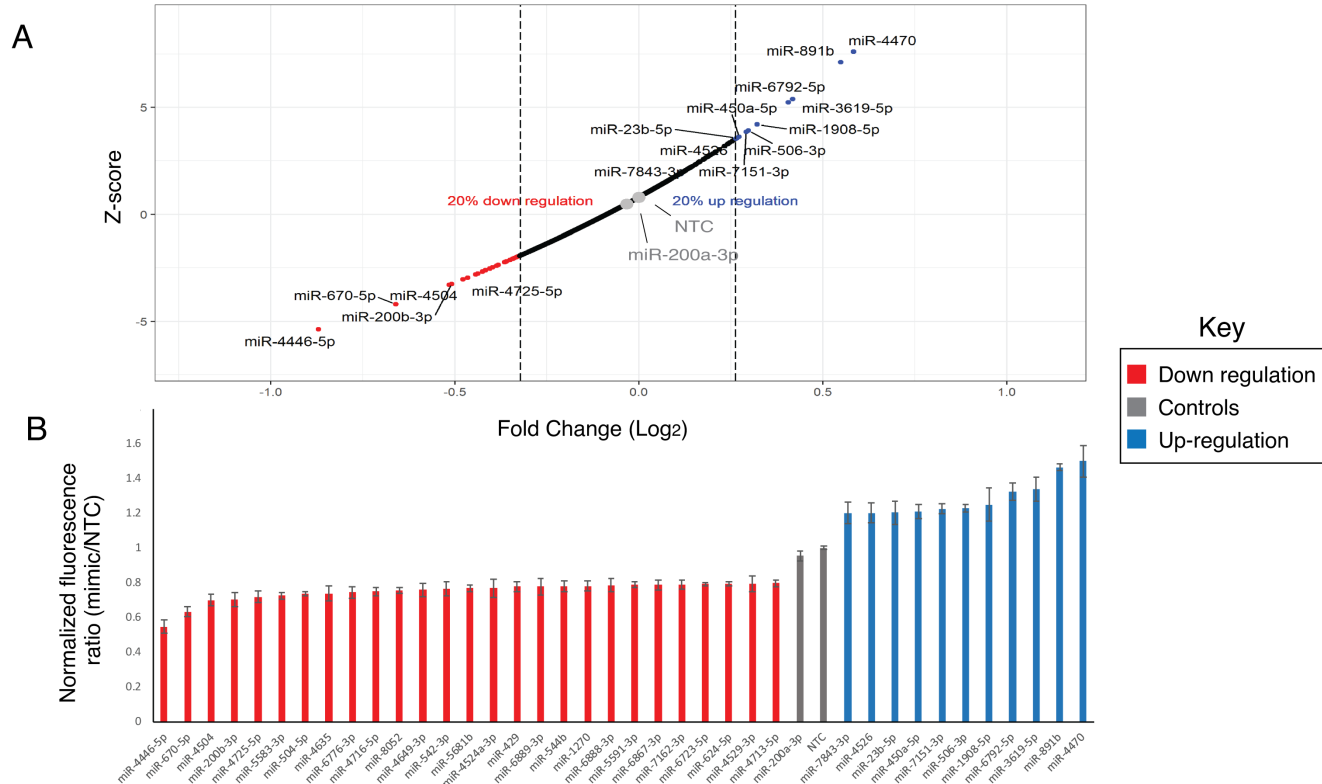 A
Z-score
5
0
-5
miR-4470
miR-891b
miR-6792-5p
miR-450a-5p
miR-3619-5p
miR-23b-5p
miR-1908-5p
miR-4526
miR-506-3p
miR-7843-3p
miR-7151-3p
20% down regulation
20% up regulation
NTC
miR-200a-3p
miR-670-5p
miR-4504
miR-4725-5p
miR-200b-3p
miR-4446-5p
-1.0
-0.5
0.0
0.5
1.0
Fold Change (Log2)
Key
Down regulation
Controls
Up-regulation
B
Normalized fluorescence
ratio (mimic/NTC)
1.6
1.4
1.2
1
0.8
0.6
0.4
0.2
0
miR-4446-5p
miR-670-5p
miR-4504
miR-200b-3p
miR-4725-5p
miR-5583-3p
miR-504-5p
miR-4635
miR-6776-3p
miR-4716-5p
miR-8052
miR-4649-3p
miR-542-3p
miR-5681b
miR-4524a-3p
miR-429
miR-6889-3p
miR-544b
miR-1270
miR-6888-3p
miR-5591-3p
miR-6867-3p
miR-7162-3p
miR-6723-5p
miR-624-5p
miR-4529-3p
miR-4713-5p
miR-200a-3p
NTC
miR-7843-3p
miR-4526
miR-23b-5p
miR-450a-5p
miR-7151-3p
miR-506-3p
miR-1908-5p
miR-6792-5p
miR-3619-5p
miR-891b
miR-4470